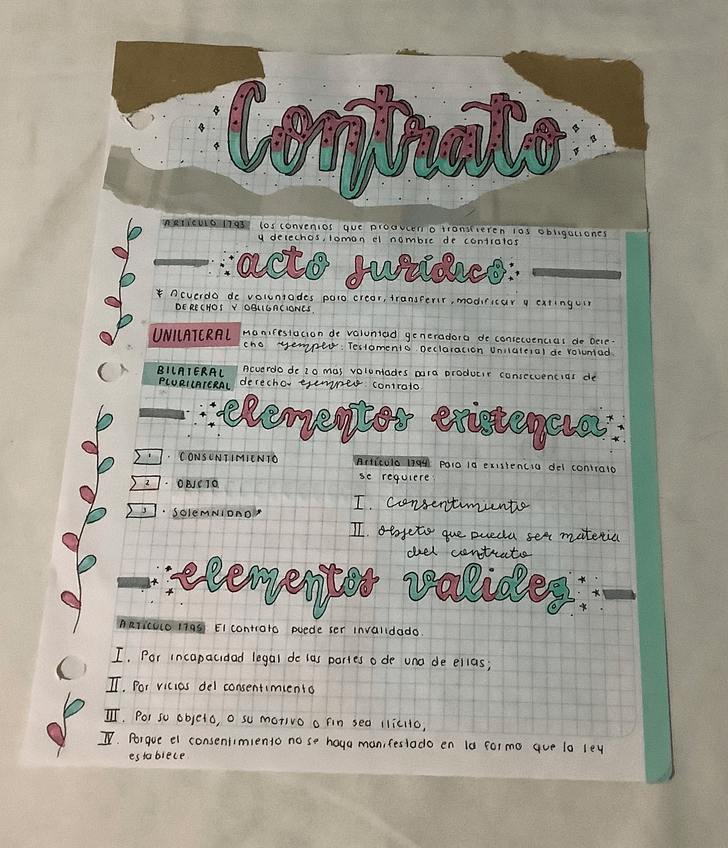 Contrato
ARTÍCULO 1793 los convenios que producen o transfieren las obligaciones
y derechos, toman el nombre de contratos
acto jurídico
* Acuerdo de voluntades para crear, transferir, modificar y extinguir
DERECHOS Y OBLIGACIONES.
UNILATERAL Manifestación de voluntad generadora de consecuencias de Dere-
cho ejemplo: Testamento. Declaración Unilateral de Voluntad.
BILATERAL Acuerdo de 2 o mas voluntades para producir consecuencias de
PLURILATERAL derecho ejemplo: contrato.
elementos existencia
1 · CONSENTIMIENTO
2 · OBJETO
3 · SOLEMNIDAD*
Artículo 1794 Para la existencia del contrato
se requiere:
I. Consentimiento
II. Objeto que pueda ser materia
del contrato
elementos validez
ARTÍCULO 1795 El contrato puede ser invalidado.
I. Por incapacidad legal de las partes o de una de ellas;
II. Por vicios del consentimiento
III. Por su objeto, o su motivo o fin sea ilícito,
IV. Porque el consentimiento no se haya manifestado en la forma que la ley
establece.